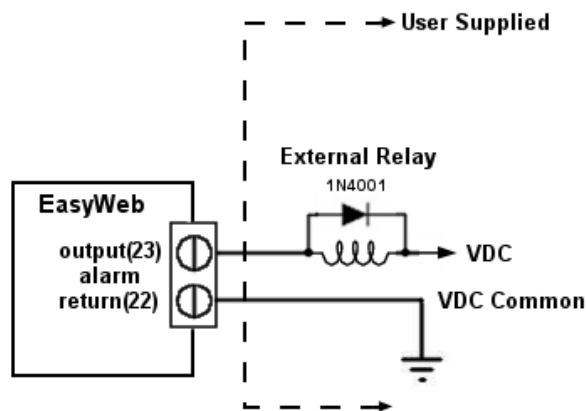 User Supplied
External Relay
1N4001
EasyWeb
output(23)
alarm
return(22)
VDC
VDC Common